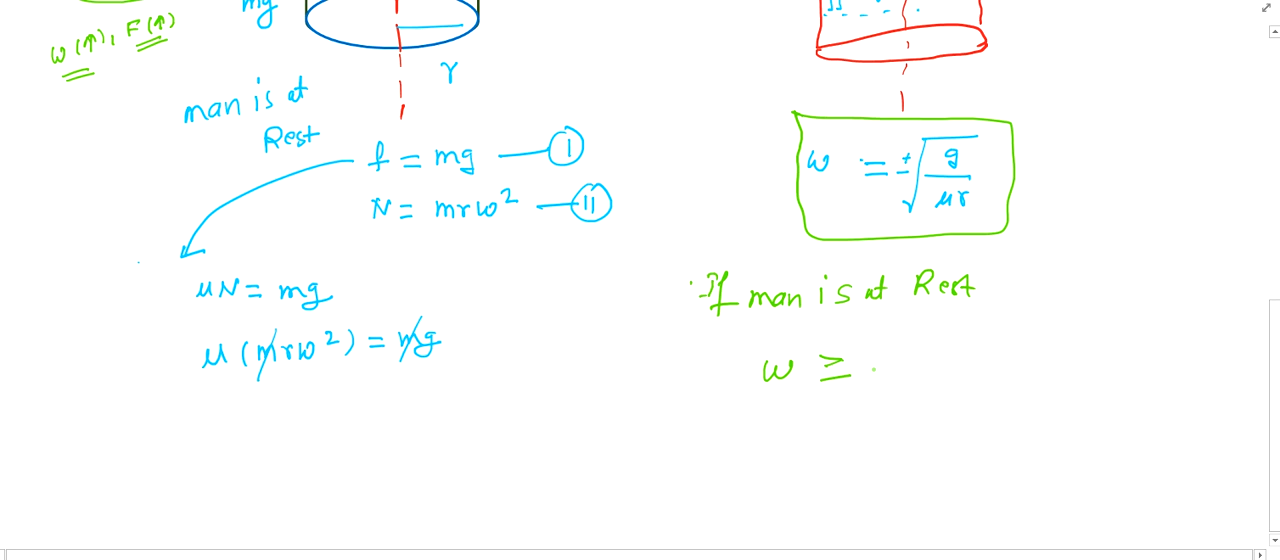 mg
ω(↑), F(↑)
r
man is at
Rest
f = mg — I
N = mrω² — II
μN = mg
μ(mrω²) = mg
ω = ±√(g/μr)
If man is at Rest
ω ≥